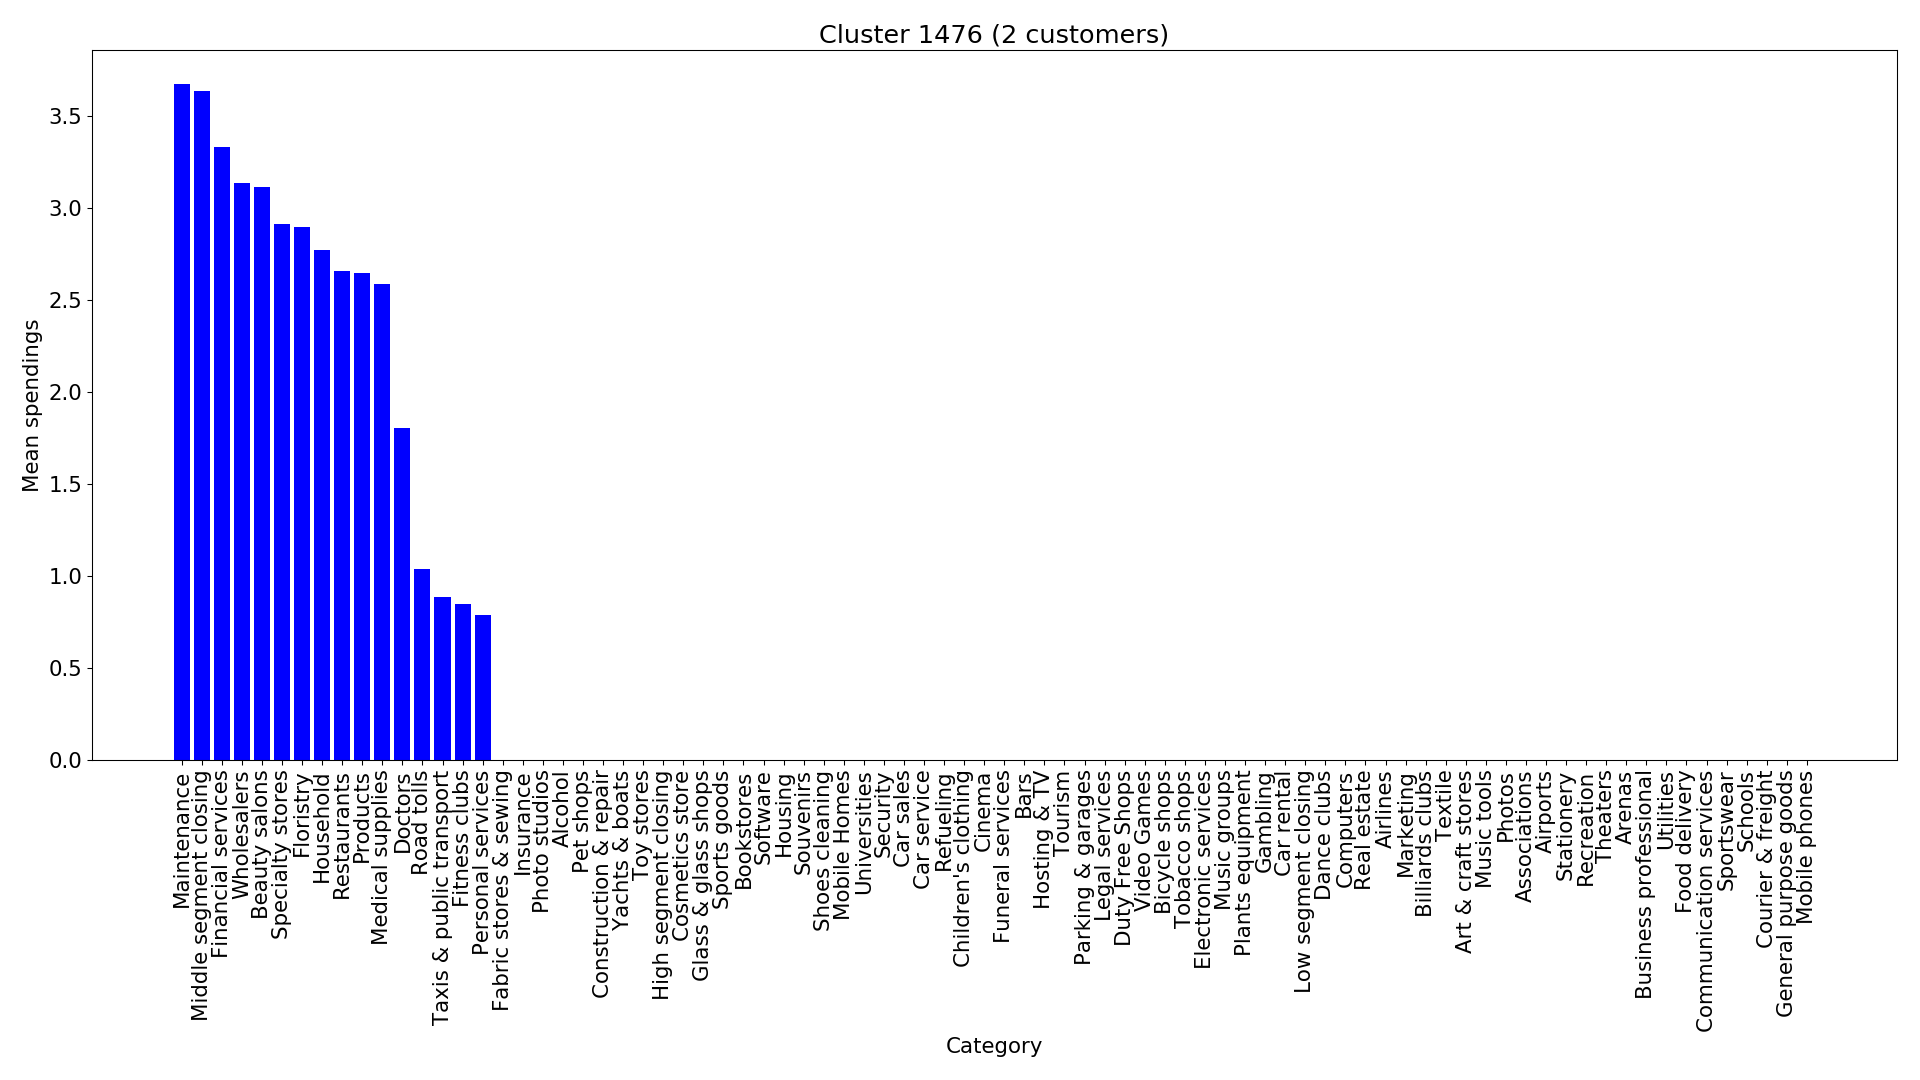 Cluster 1476 (2 customers)
Mean spendings
3.5
3.0
2.5
2.0
1.5
1.0
0.5
0.0
Maintenance
Middle segment closing
Financial services
Wholesalers
Beauty salons
Specialty stores
Floristry
Household
Restaurants
Products
Medical supplies
Doctors
Road tolls
Taxis & public transport
Fitness clubs
Personal services
Fabric stores & sewing
Insurance
Photo studios
Alcohol
Pet shops
Construction & repair
Yachts & boats
Toy stores
High segment closing
Cosmetics store
Glass & glass shops
Sports goods
Bookstores
Software
Housing
Souvenirs
Shoes cleaning
Mobile Homes
Universities
Security
Car sales
Car service
Refueling
Children's clothing
Cinema
Funeral services
Bars
Hosting & TV
Tourism
Parking & garages
Legal services
Duty Free Shops
Video Games
Bicycle shops
Tobacco shops
Electronic services
Music groups
Plants equipment
Gambling
Car rental
Low segment closing
Dance clubs
Computers
Real estate
Airlines
Marketing
Billiards clubs
Textile
Art & craft stores
Music tools
Photos
Associations
Airports
Stationery
Recreation
Theaters
Arenas
Business professional
Utilities
Food delivery
Communication services
Sportswear
Schools
Courier & freight
General purpose goods
Mobile phones
Category